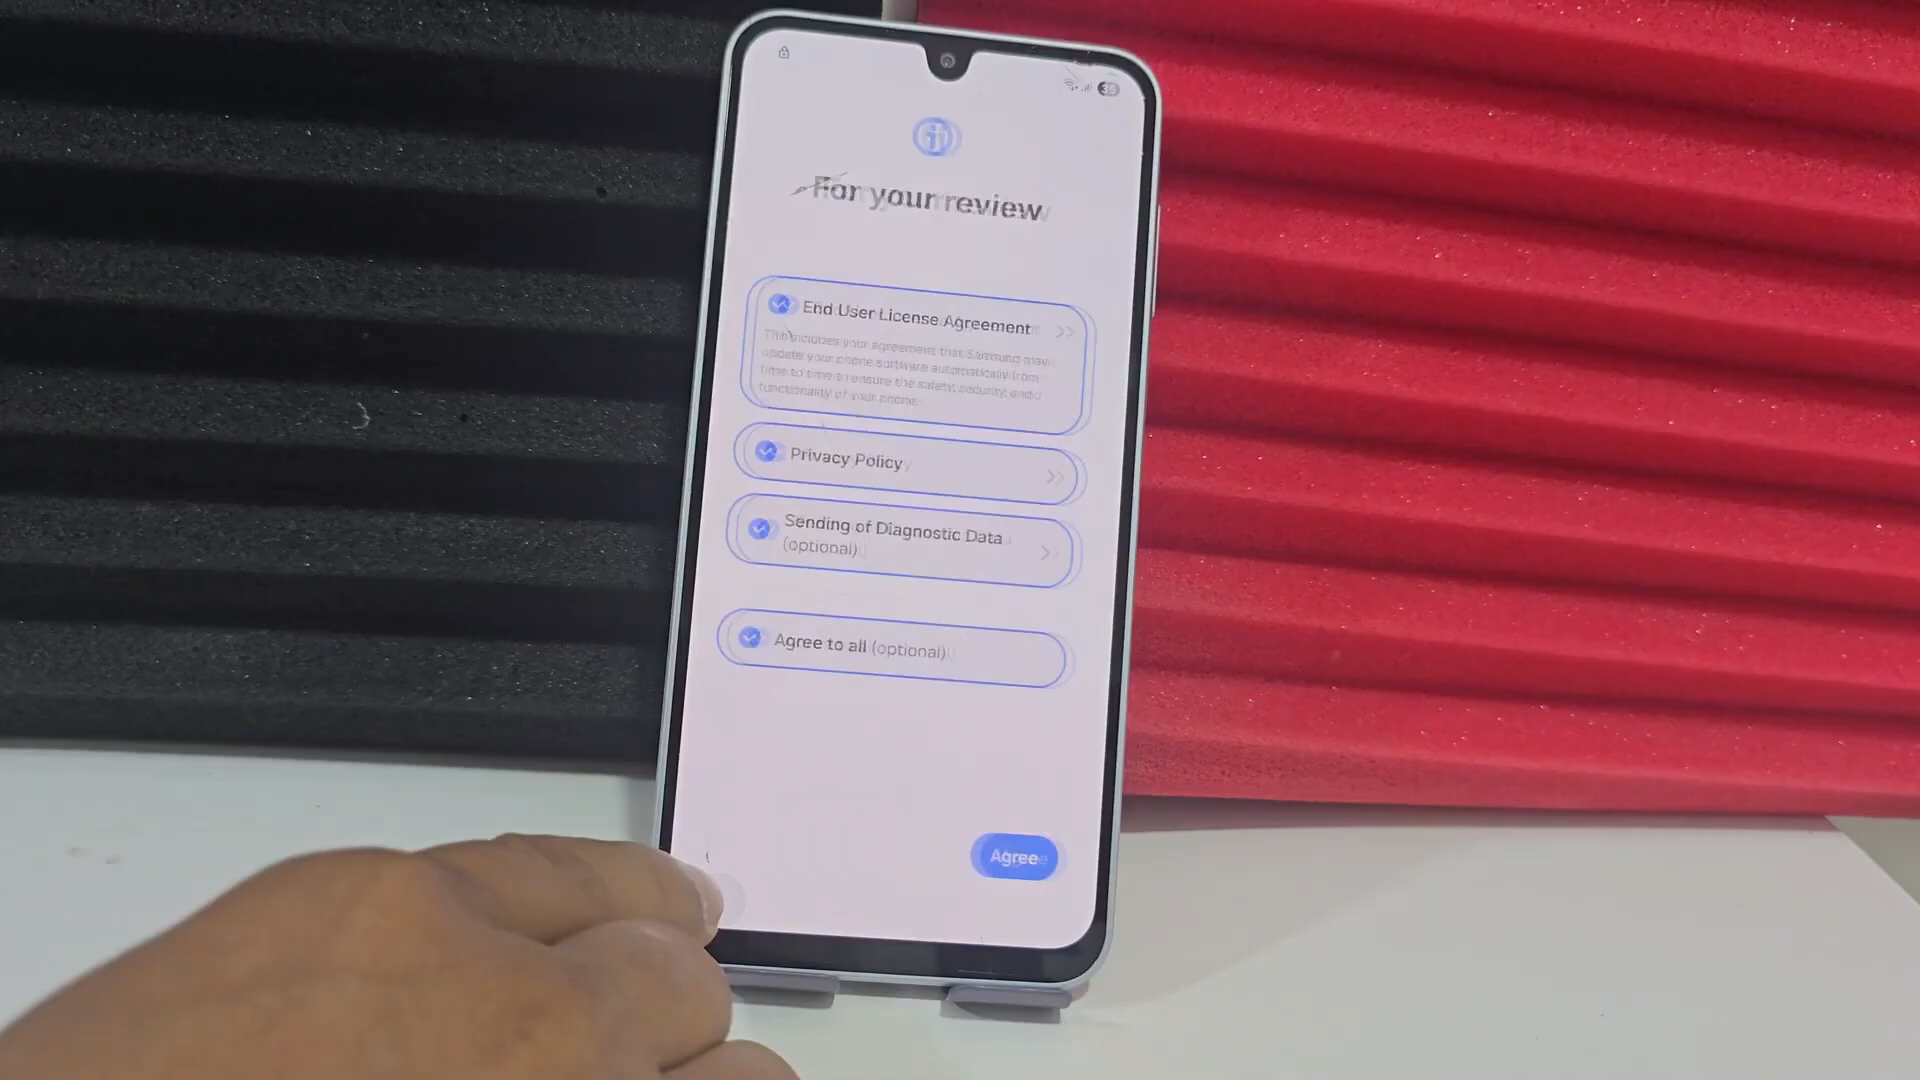 35
For your review
End User License Agreement
This includes your agreement that Samsung may
update your phone software automatically from
time to time to ensure the safety, security, and
functionality of your phone.
Privacy Policy
Sending of Diagnostic Data
(optional)
Agree to all (optional)
Agree